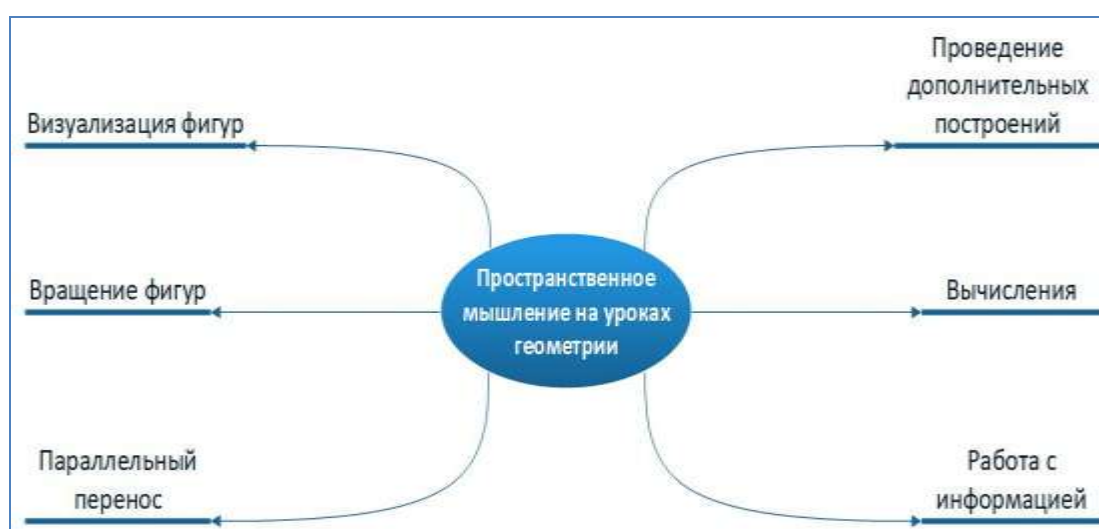 Проведение
дополнительных
построений
Визуализация фигур
Пространственное
мышление на уроках
геометрии
Вращение фигур
Вычисления
Параллельный
перенос
Работа с
информацией